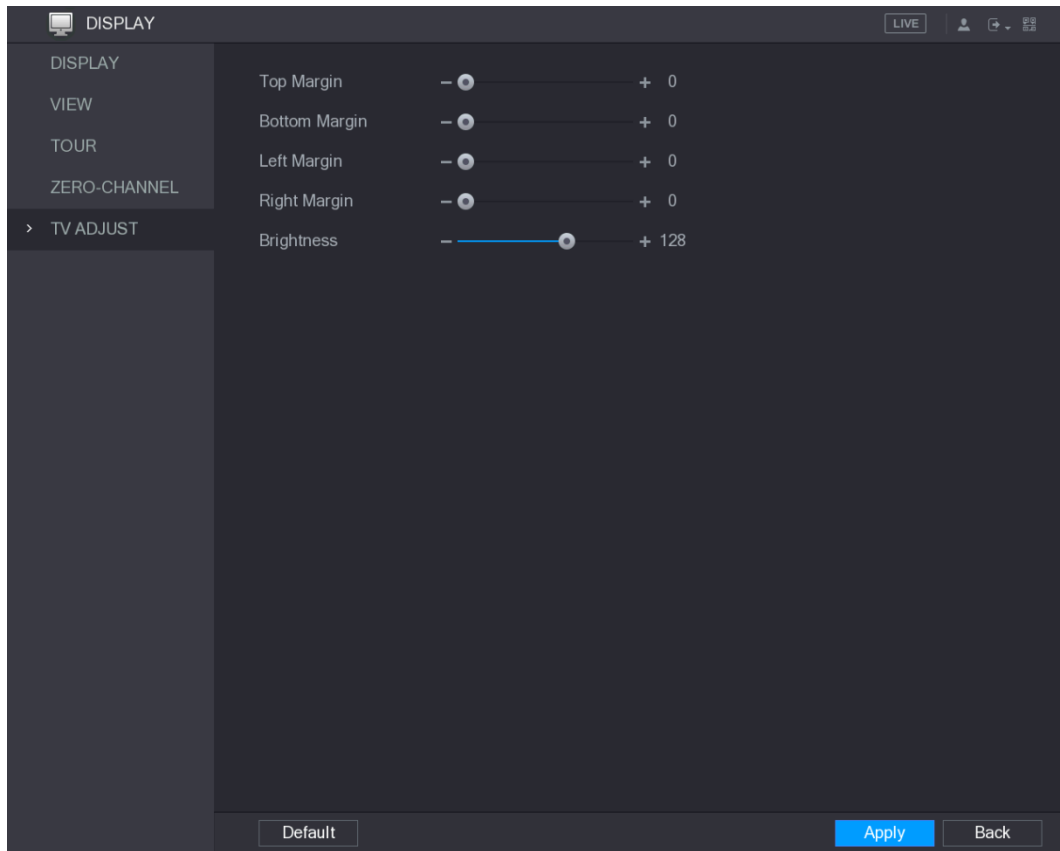 DISPLAY
LIVE
DISPLAY
VIEW
TOUR
ZERO-CHANNEL
> TV ADJUST
Top Margin - + 0
Bottom Margin - + 0
Left Margin - + 0
Right Margin - + 0
Brightness - + 128
Default
Apply
Back